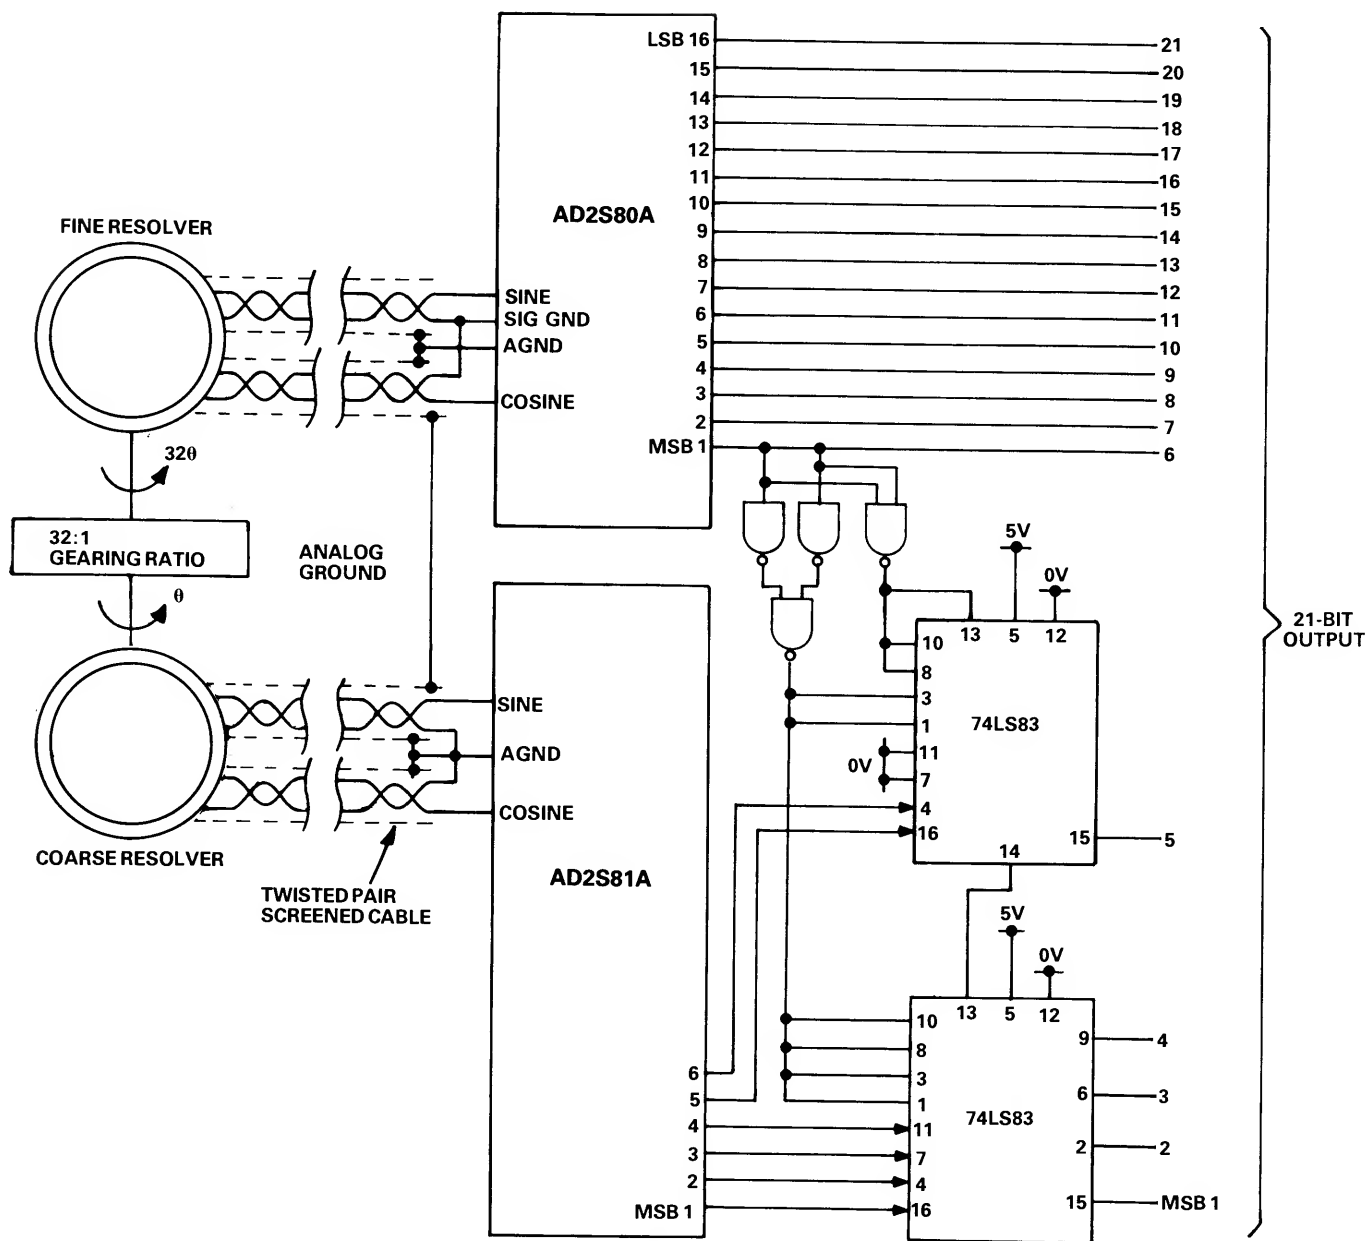 LSB 16
15
14
13
12
11
10
9
8
7
6
5
4
3
2
MSB 1
AD2S80A
SINE
SIG GND
AGND
COSINE
21
20
19
18
17
16
15
14
13
12
11
10
9
8
7
6
FINE RESOLVER
32θ
32:1
GEARING RATIO
θ
ANALOG
GROUND
COARSE RESOLVER
TWISTED PAIR
SCREENED CABLE
SINE
AGND
COSINE
AD2S81A
6
5
4
3
2
MSB 1
5V
0V
13
5
12
10
8
3
1
11
7
4
16
0V
74LS83
14
15
5
5V
0V
13
5
12
10
8
3
1
11
7
4
16
74LS83
9
6
2
15
4
3
2
MSB 1
21-BIT
OUTPUT